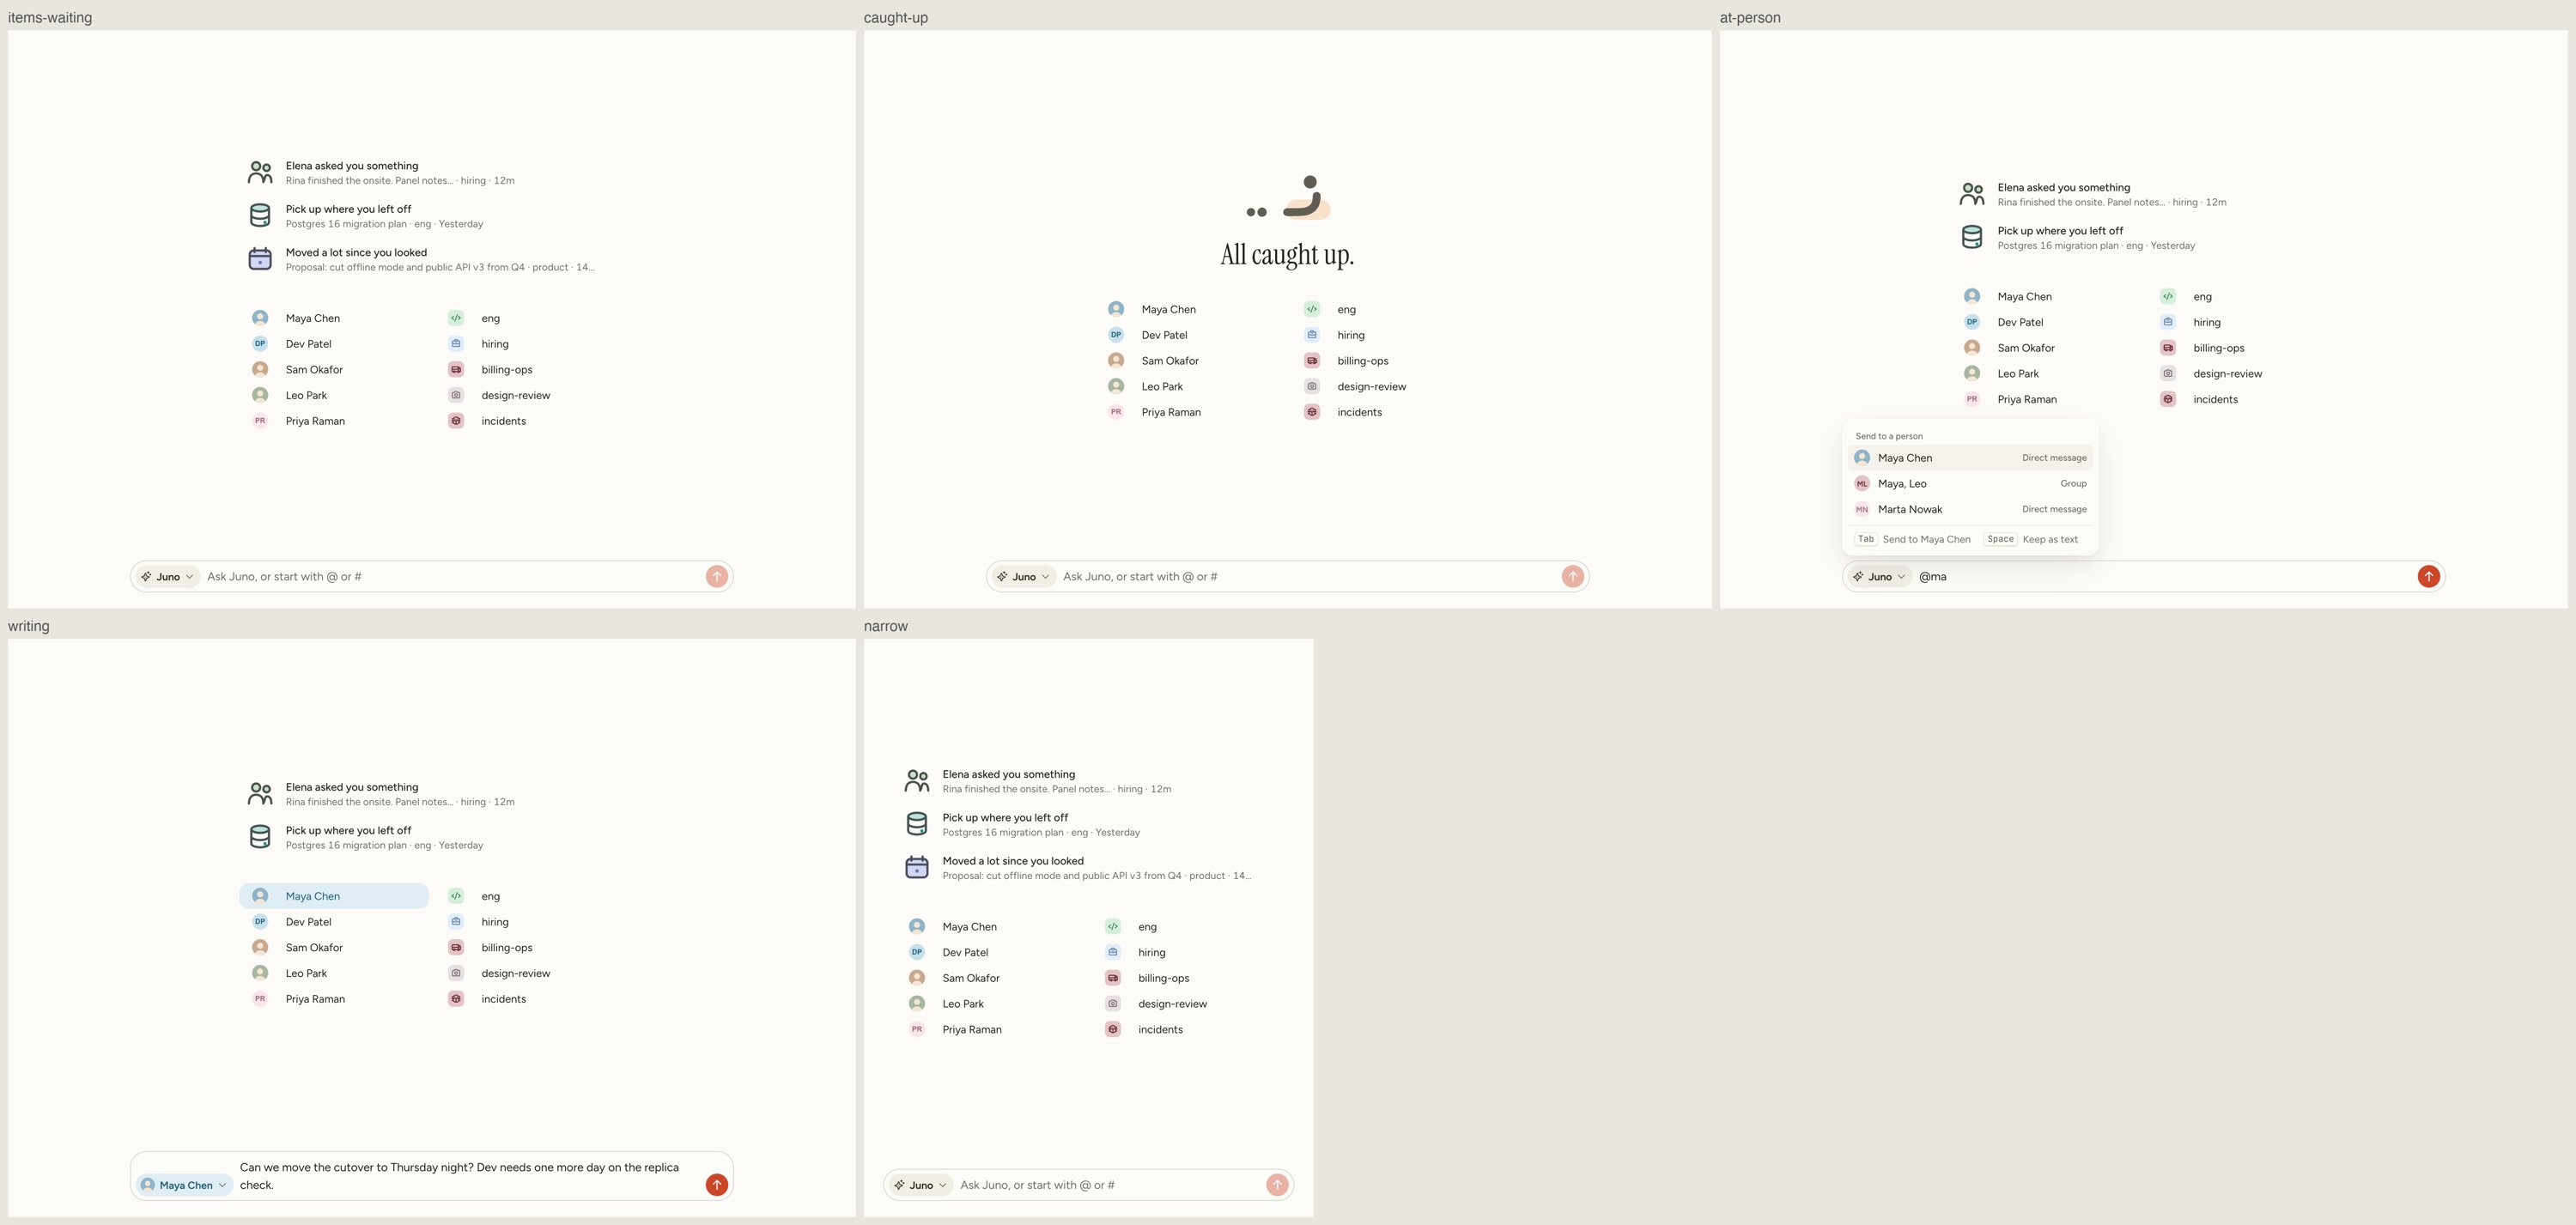 items-waiting
Elena asked you something
Rina finished the onsite. Panel notes... · hiring · 12m
Pick up where you left off
Postgres 16 migration plan · eng · Yesterday
Moved a lot since you looked
Proposal: cut offline mode and public API v3 from Q4 · product · 14...
Maya Chen
eng
DP
Dev Patel
hiring
Sam Okafor
billing-ops
Leo Park
design-review
PR
Priya Raman
incidents
Juno
Ask Juno, or start with @ or #
caught-up
All caught up.
Maya Chen
eng
DP
Dev Patel
hiring
Sam Okafor
billing-ops
Leo Park
design-review
PR
Priya Raman
incidents
Juno
Ask Juno, or start with @ or #
at-person
Elena asked you something
Rina finished the onsite. Panel notes... · hiring · 12m
Pick up where you left off
Postgres 16 migration plan · eng · Yesterday
Maya Chen
eng
DP
Dev Patel
hiring
Sam Okafor
billing-ops
Leo Park
design-review
PR
Priya Raman
incidents
Send to a person
Maya Chen
Direct message
ML
Maya, Leo
Group
MN
Marta Nowak
Direct message
Tab Send to Maya Chen
Space Keep as text
Juno
@ma
writing
Elena asked you something
Rina finished the onsite. Panel notes... · hiring · 12m
Pick up where you left off
Postgres 16 migration plan · eng · Yesterday
Maya Chen
eng
DP
Dev Patel
hiring
Sam Okafor
billing-ops
Leo Park
design-review
PR
Priya Raman
incidents
Can we move the cutover to Thursday night? Dev needs one more day on the replica
check.
Maya Chen
narrow
Elena asked you something
Rina finished the onsite. Panel notes... · hiring · 12m
Pick up where you left off
Postgres 16 migration plan · eng · Yesterday
Moved a lot since you looked
Proposal: cut offline mode and public API v3 from Q4 · product · 14...
Maya Chen
eng
DP
Dev Patel
hiring
Sam Okafor
billing-ops
Leo Park
design-review
PR
Priya Raman
incidents
Juno
Ask Juno, or start with @ or #